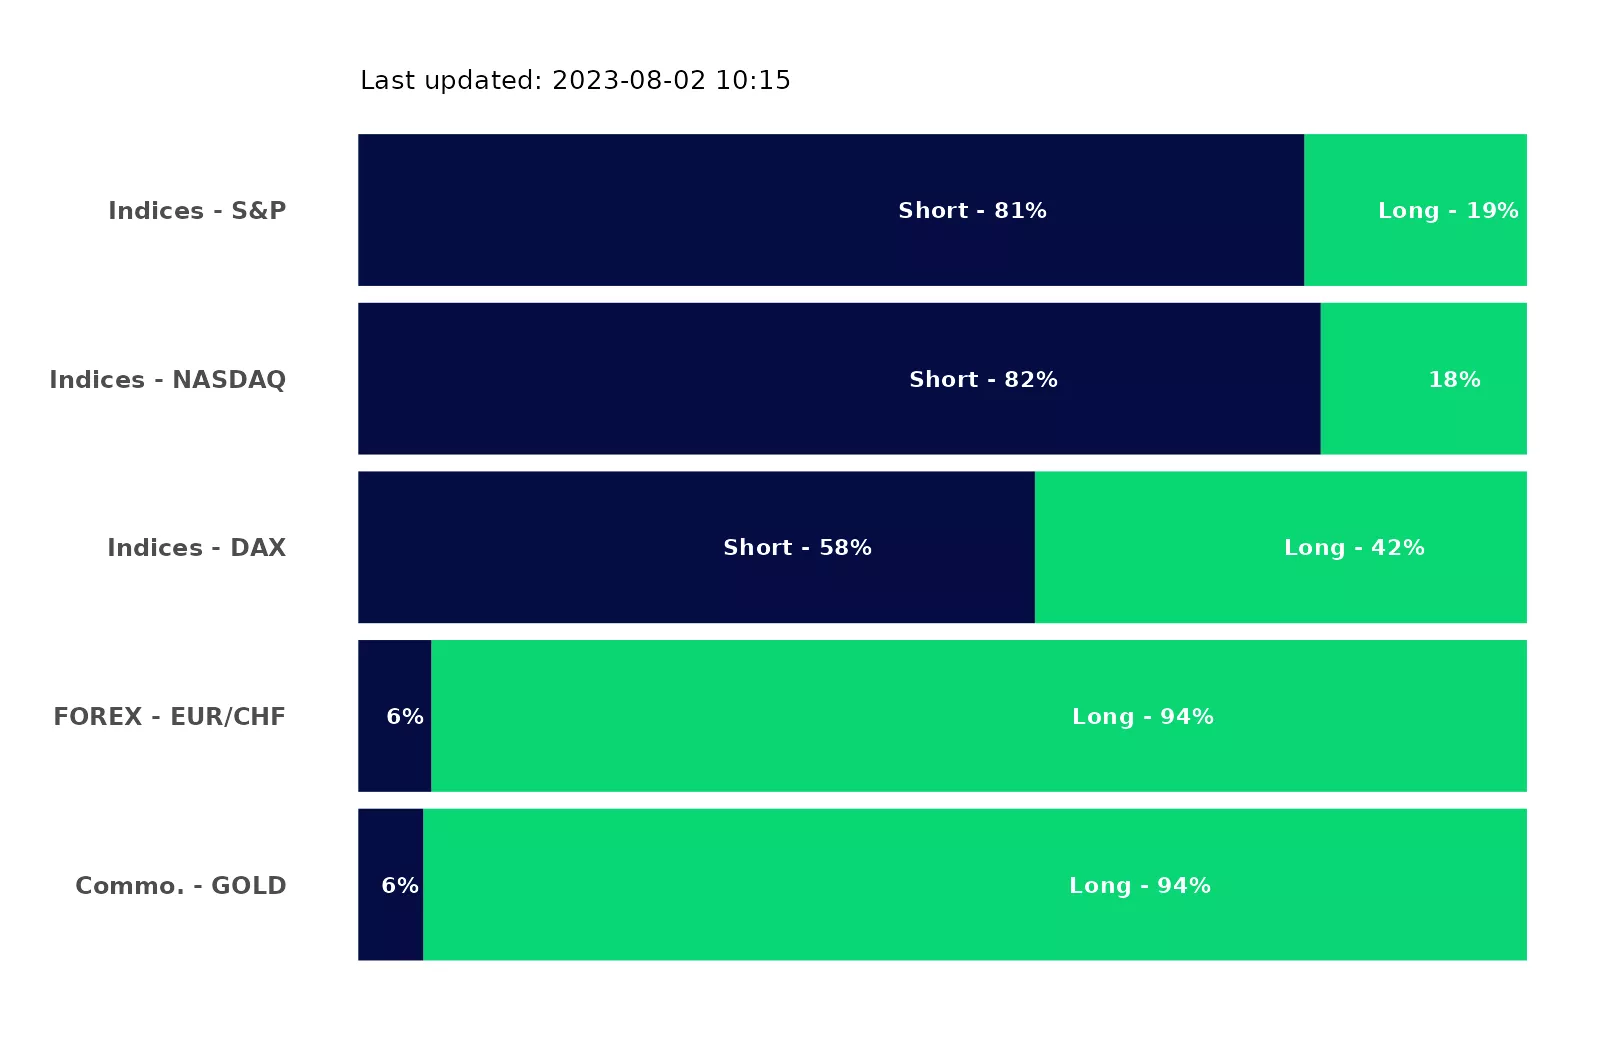 Last updated: 2023-08-02 10:15
Indices - S&P Short - 81% Long - 19%
Indices - NASDAQ Short - 82% 18%
Indices - DAX Short - 58% Long - 42%
FOREX - EUR/CHF 6% Long - 94%
Commo. - GOLD 6% Long - 94%